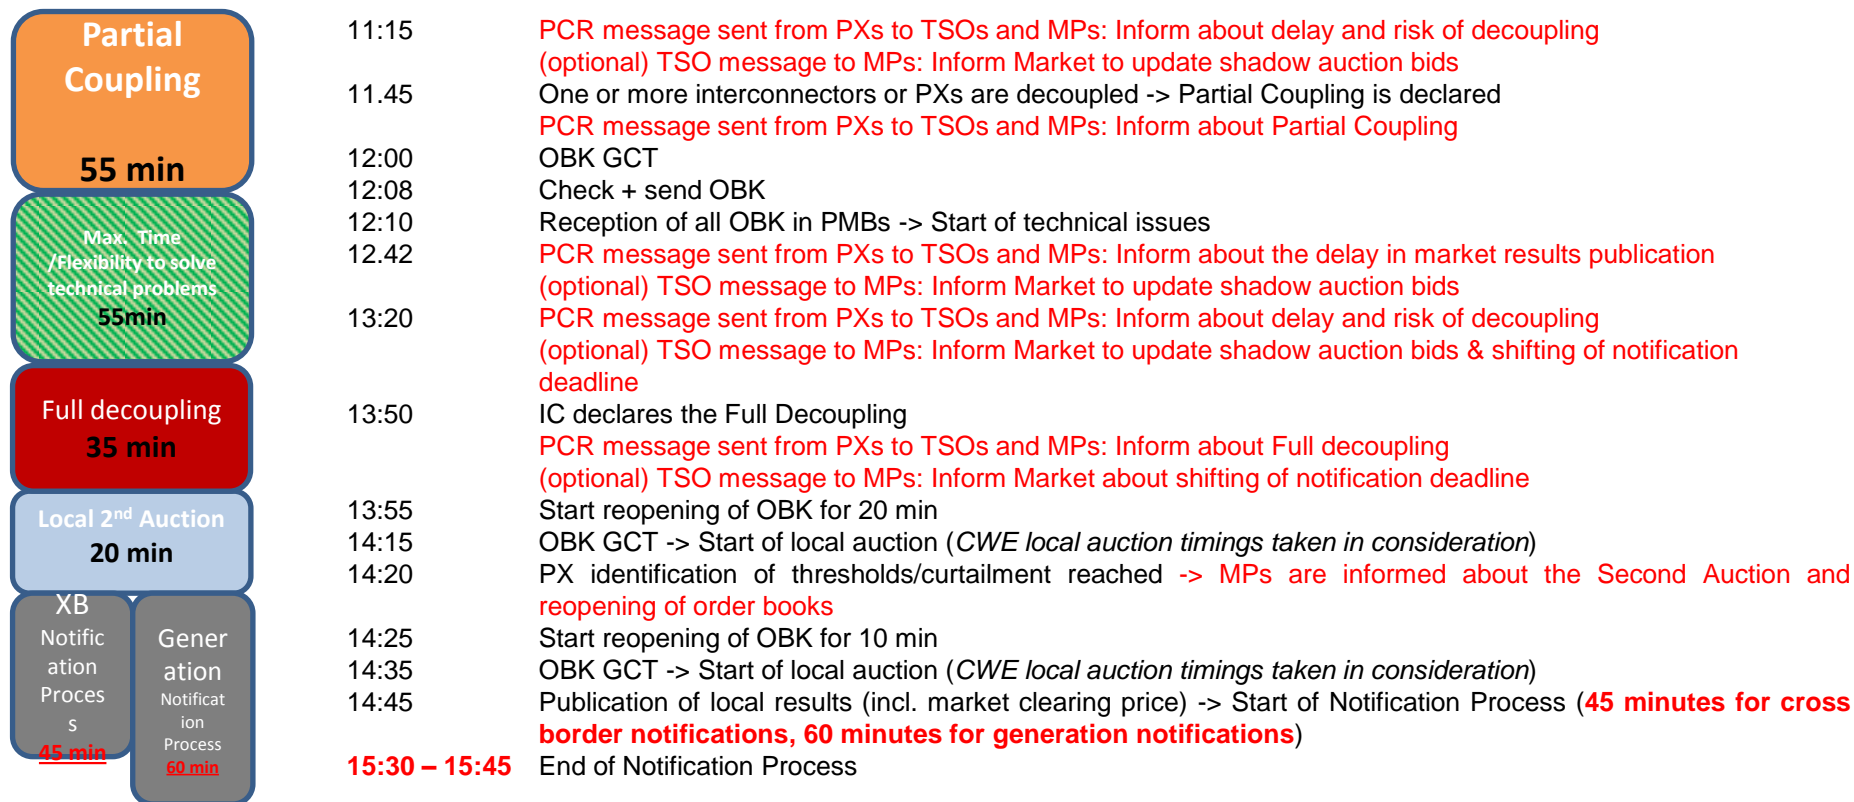 Partial
Coupling
55 min
Max. Time
/Flexibility to solve
technical problems
55min
Full decoupling
35 min
Local 2nd Auction
20 min
XB
Notific
ation
Proces
s
45 min
Gener
ation
Notificat
ion
Process
60 min
11:15 PCR message sent from PXs to TSOs and MPs: Inform about delay and risk of decoupling
(optional) TSO message to MPs: Inform Market to update shadow auction bids
11.45 One or more interconnectors or PXs are decoupled -> Partial Coupling is declared
PCR message sent from PXs to TSOs and MPs: Inform about Partial Coupling
12:00 OBK GCT
12:08 Check + send OBK
12:10 Reception of all OBK in PMBs -> Start of technical issues
12.42 PCR message sent from PXs to TSOs and MPs: Inform about the delay in market results publication
(optional) TSO message to MPs: Inform Market to update shadow auction bids
13:20 PCR message sent from PXs to TSOs and MPs: Inform about delay and risk of decoupling
(optional) TSO message to MPs: Inform Market to update shadow auction bids & shifting of notification
deadline
13:50 IC declares the Full Decoupling
PCR message sent from PXs to TSOs and MPs: Inform about Full decoupling
(optional) TSO message to MPs: Inform Market about shifting of notification deadline
13:55 Start reopening of OBK for 20 min
14:15 OBK GCT -> Start of local auction (CWE local auction timings taken in consideration)
14:20 PX identification of thresholds/curtailment reached -> MPs are informed about the Second Auction and
reopening of order books
14:25 Start reopening of OBK for 10 min
14:35 OBK GCT -> Start of local auction (CWE local auction timings taken in consideration)
14:45 Publication of local results (incl. market clearing price) -> Start of Notification Process (45 minutes for cross
border notifications, 60 minutes for generation notifications)
15:30 – 15:45 End of Notification Process